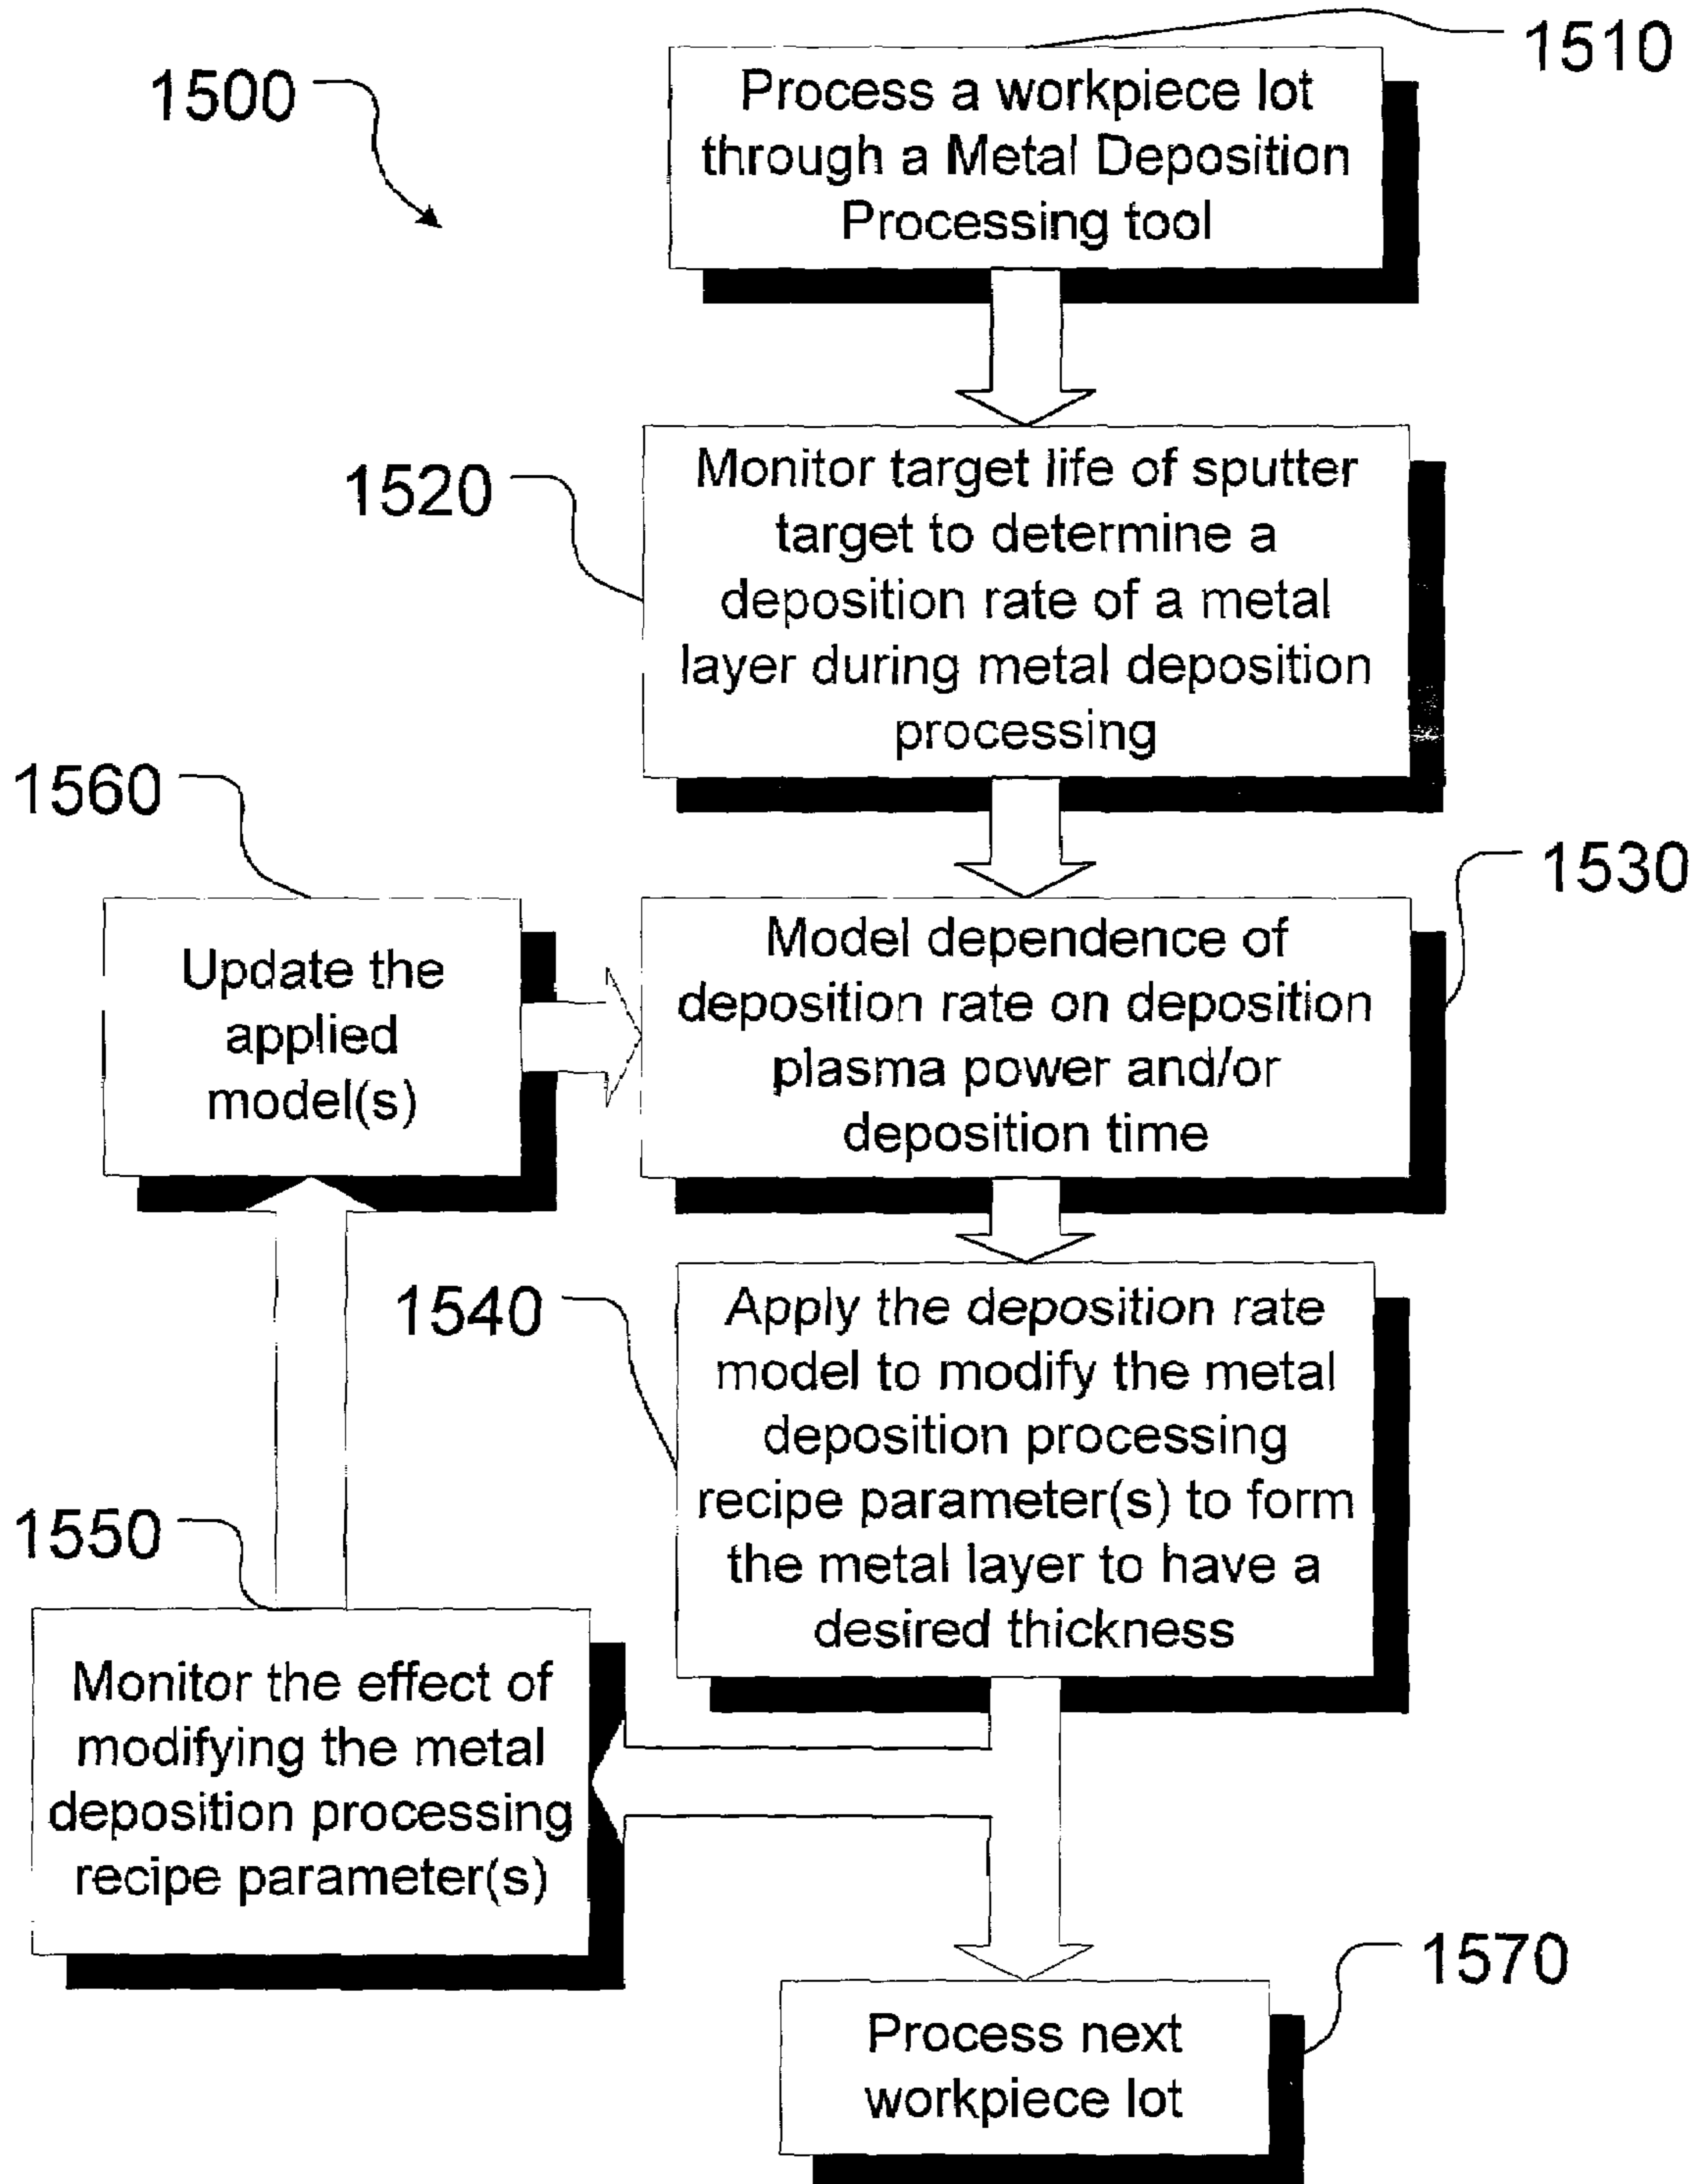 1500
1510
Process a workpiece lot
through a Metal Deposition
Processing tool
1520
Monitor target life of sputter
target to determine a
deposition rate of a metal
layer during metal deposition
processing
1560
Update the
applied
model(s)
1530
Model dependence of
deposition rate on deposition
plasma power and/or
deposition time
1540
Apply the deposition rate
model to modify the metal
deposition processing
recipe parameter(s) to form
the metal layer to have a
desired thickness
1550
Monitor the effect of
modifying the metal
deposition processing
recipe parameter(s)
1570
Process next
workpiece lot